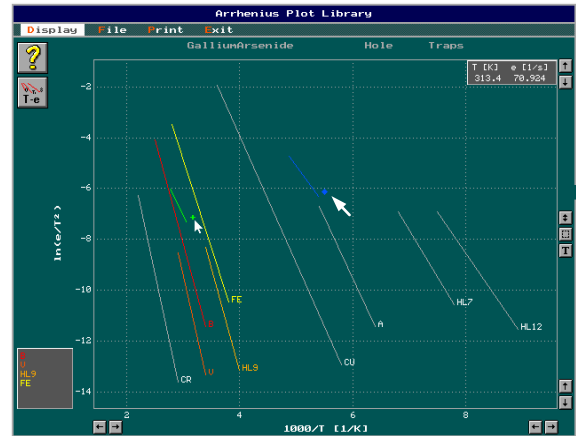 Arrhenius Plot Library
Display File Print Exit
GalliumArsenide Hole Traps
?
T-e
T [K] e [1/s]
313.4 70.924
ln(e/T²)
-2
-4
-6
-8
-10
-12
-14
FE
D
A
HL7
HL12
CU
HL9
U
CR
T
D
U
HL9
FE
2 4 6 8
1000/T [1/K]